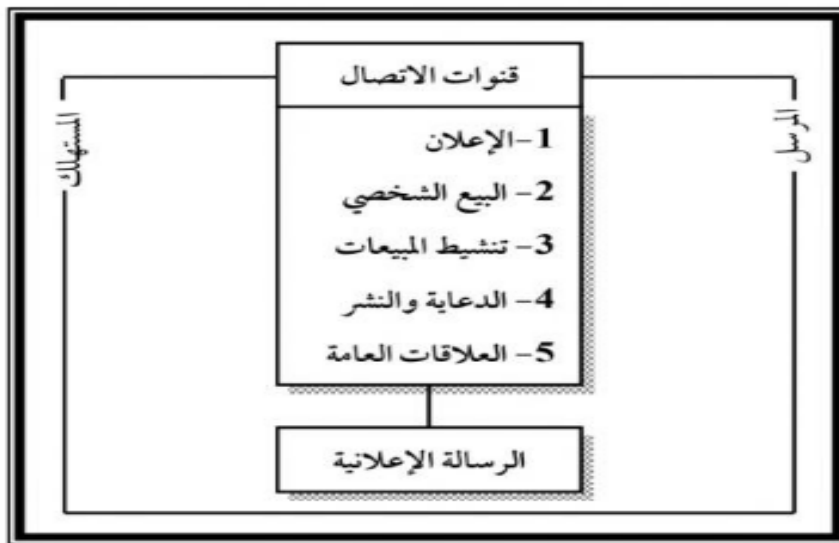 قنوات الاتصال
المرسل
المستهلك
1- الإعلان
2- البيع الشخصي
3- تنشيط المبيعات
4- الدعاية والنشر
5- العلاقات العامة
الرسالة الإعلانية